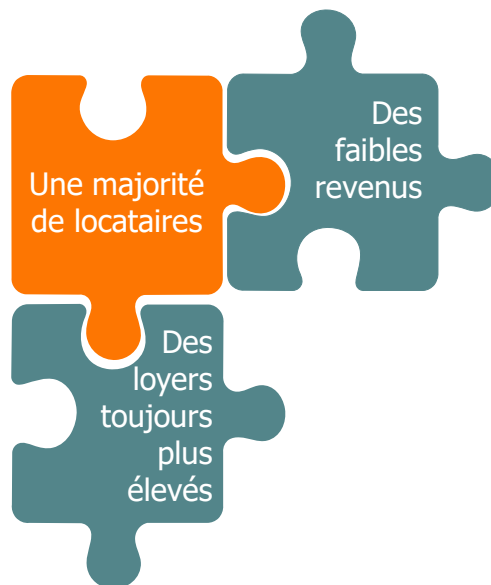 Une majorité
de locataires
Des
faibles
revenus
Des
loyers
toujours
plus
élevés